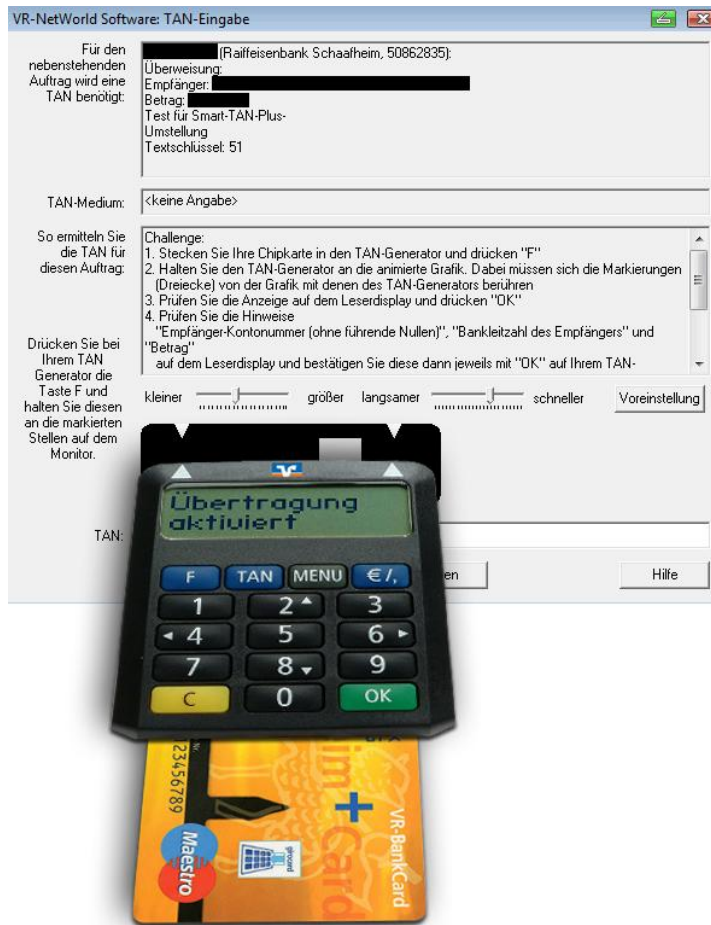 VR-NetWorld Software: TAN-Eingabe
Für den
nebenstehenden
Auftrag wird eine
TAN benötigt:
(Raiffeisenbank Schaafheim, 50862835):
Überweisung:
Empfänger:
Betrag:
Test für Smart-TAN-Plus-
Umstellung
Textschlüssel: 51
TAN-Medium:
<keine Angabe>
So ermitteln Sie
die TAN für
diesen Auftrag:
Challenge:
1. Stecken Sie Ihre Chipkarte in den TAN-Generator und drücken "F"
2. Halten Sie den TAN-Generator an die animierte Grafik. Dabei müssen sich die Markierungen
(Dreiecke) von der Grafik mit denen des TAN-Generators berühren
3. Prüfen Sie die Anzeige auf dem Leserdisplay und drücken "OK"
4. Prüfen Sie die Hinweise
"Empfänger-Kontonummer (ohne führende Nullen)", "Bankleitzahl des Empfängers" und
"Betrag"
auf dem Leserdisplay und bestätigen Sie diese dann jeweils mit "OK" auf Ihrem TAN-
Drücken Sie bei
Ihrem TAN
Generator die
Taste F und
halten Sie diesen
an die markierten
Stellen auf dem
Monitor.
kleiner größer langsamer schneller Voreinstellung
Übertragung
aktiviert
TAN:
en Hilfe
F TAN MENU €/,
1 2 3
4 5 6
7 8 9
C 0 OK
123456789
Maestro
girocard
im+Card
VR-BankCard